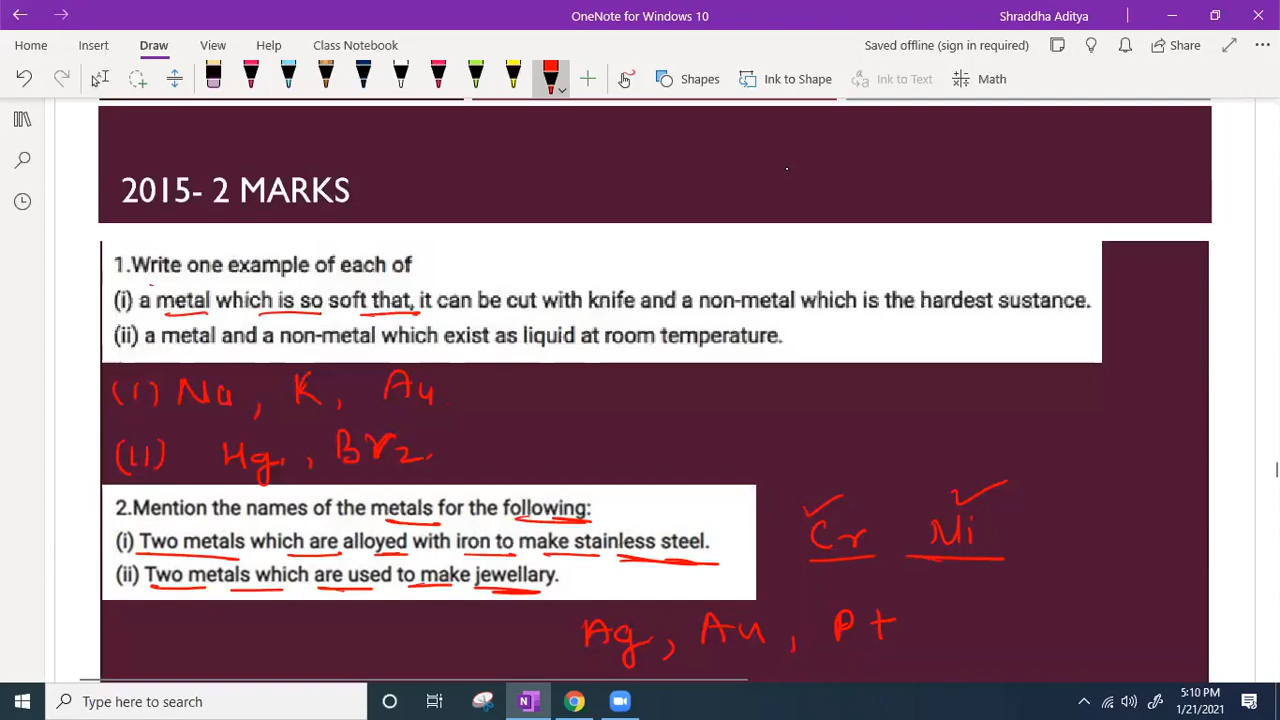 OneNote for Windows 10
Shraddha Aditya
Home Insert Draw View Help Class Notebook
Saved offline (sign in required)
Share
Shapes
Ink to Shape
Ink to Text
Math
2015- 2 MARKS
1.Write one example of each of
(i) a metal which is so soft that, it can be cut with knife and a non-metal which is the hardest sustance.
(ii) a metal and a non-metal which exist as liquid at room temperature.
(i) Na, K, Au
(ii) Hg, Br2.
2.Mention the names of the metals for the following:
(i) Two metals which are alloyed with iron to make stainless steel.
(ii) Two metals which are used to make jewellary.
Cr Ni
Ag, Au, Pt
Type here to search
5:10 PM
1/21/2021